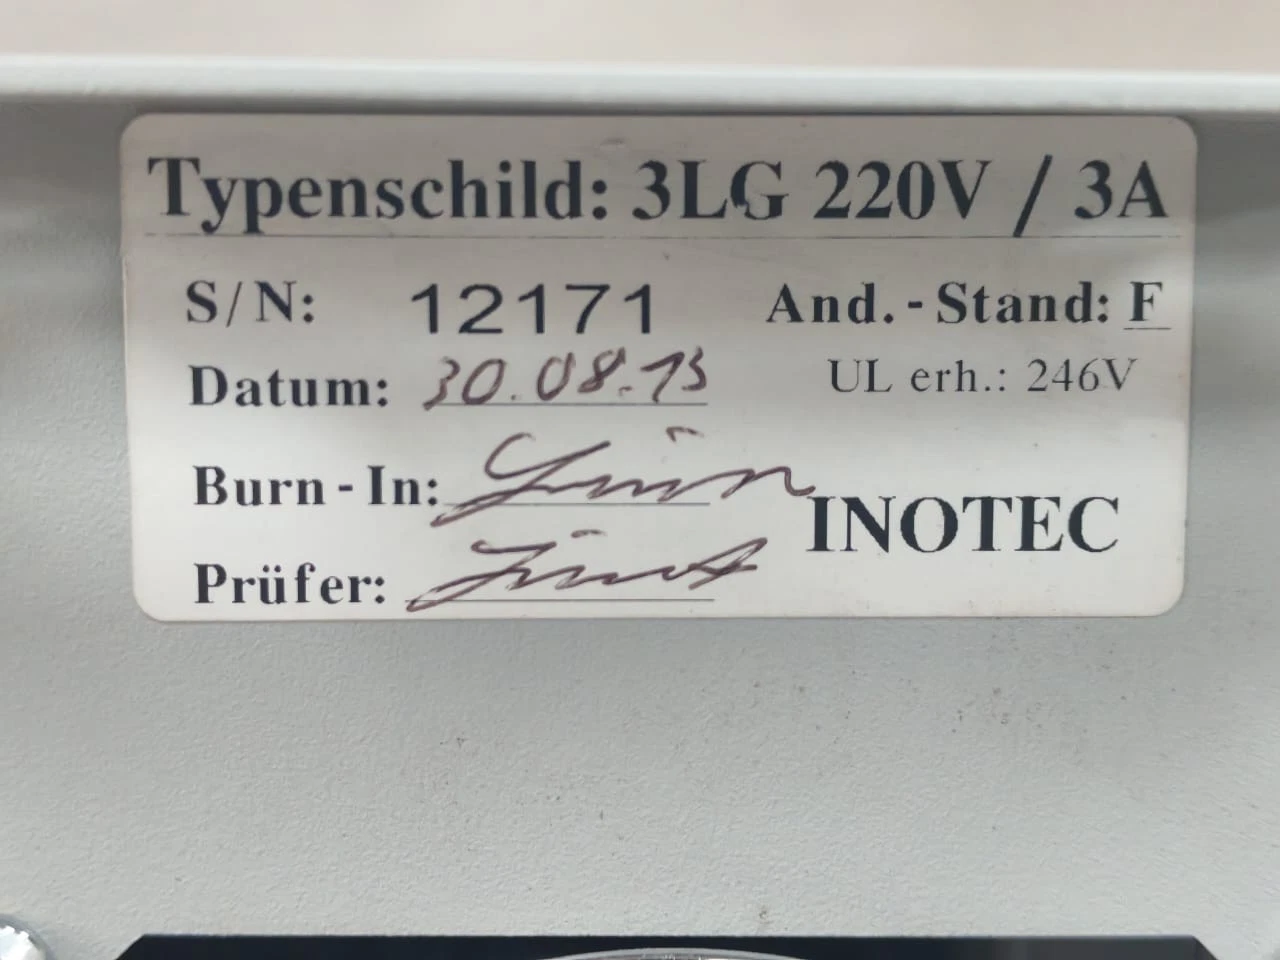 Typenschild: 3LG 220V / 3A
S/N: 12171 And.-Stand: F
Datum: 30.08.13 UL erh.: 246V
Burn-In:
INOTEC
Prüfer: